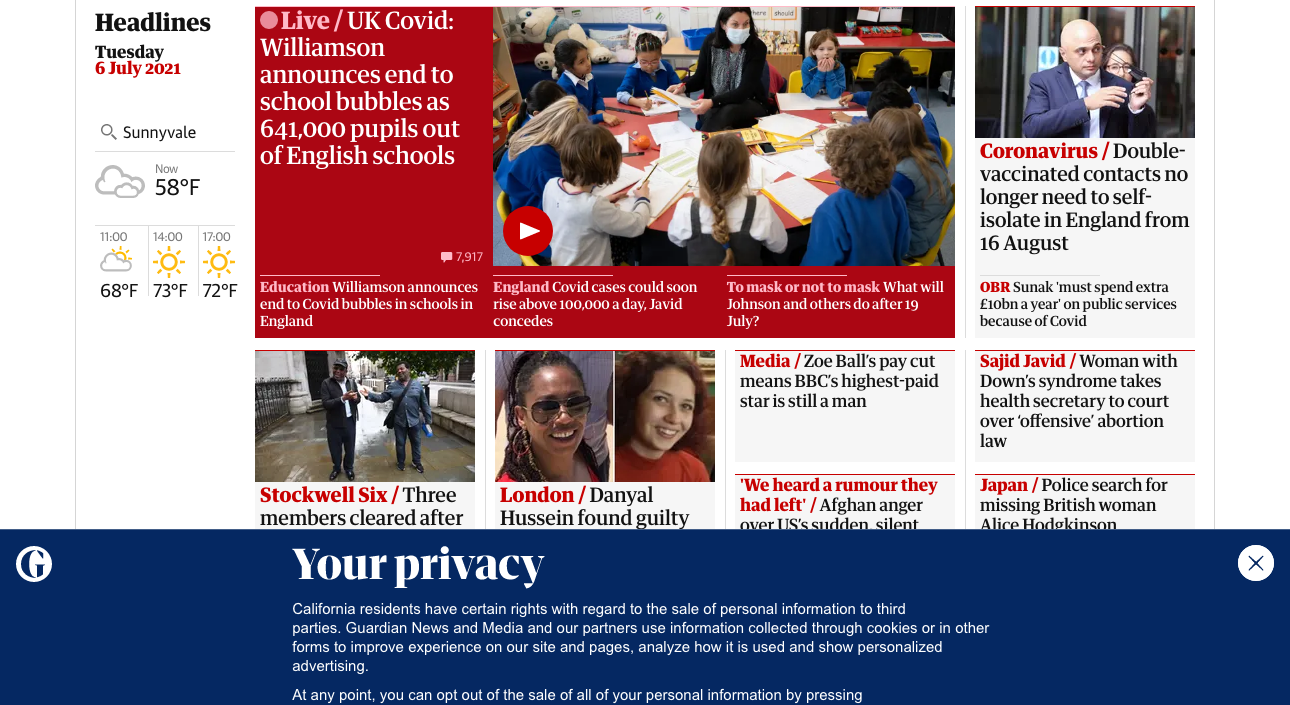 Headlines
Tuesday
6 July 2021
Sunnyvale
Now
58°F
11:00
14:00
17:00
68°F
73°F
72°F
Live / UK Covid:
Williamson
announces end to
school bubbles as
641,000 pupils out
of English schools
7,917
there
should
Education Williamson announces
end to Covid bubbles in schools in
England
England Covid cases could soon
rise above 100,000 a day, Javid
concedes
To mask or not to mask What will
Johnson and others do after 19
July?
Coronavirus / Double-
vaccinated contacts no
longer need to self-
isolate in England from
16 August
OBR Sunak 'must spend extra
£10bn a year' on public services
because of Covid
Stockwell Six / Three
members cleared after
London / Danyal
Hussein found guilty
Media / Zoe Ball’s pay cut
means BBC’s highest-paid
star is still a man
'We heard a rumour they
had left' / Afghan anger
over US’s sudden, silent
Sajid Javid / Woman with
Down’s syndrome takes
health secretary to court
over ‘offensive’ abortion
law
Japan / Police search for
missing British woman
Alice Hodgkinson
G
Your privacy
California residents have certain rights with regard to the sale of personal information to third
parties. Guardian News and Media and our partners use information collected through cookies or in other
forms to improve experience on our site and pages, analyze how it is used and show personalized
advertising.
At any point, you can opt out of the sale of all of your personal information by pressing